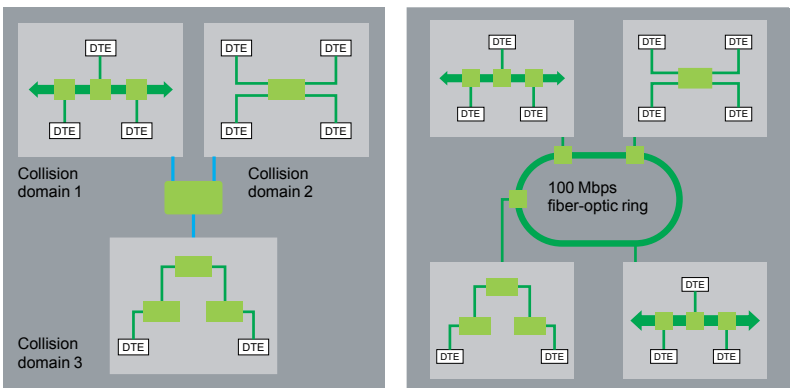 DTE
DTE DTE
DTE DTE
DTE DTE
Collision
domain 1
Collision
domain 2
DTE DTE
Collision
domain 3
DTE
DTE DTE
DTE DTE
DTE DTE
100 Mbps
fiber-optic ring
DTE DTE
DTE
DTE DTE